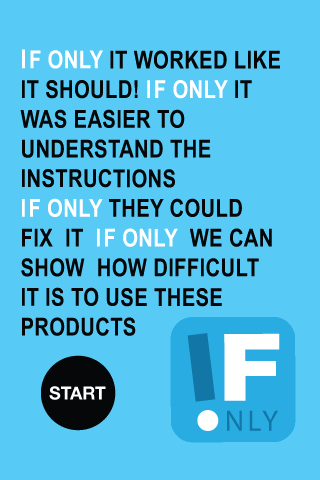 IF ONLY IT WORKED LIKE
IT SHOULD! IF ONLY IT
WAS EASIER TO
UNDERSTAND THE
INSTRUCTIONS
IF ONLY THEY COULD
FIX IT IF ONLY WE CAN
SHOW HOW DIFFICULT
IT IS TO USE THESE
PRODUCTS
START
!F
ONLY